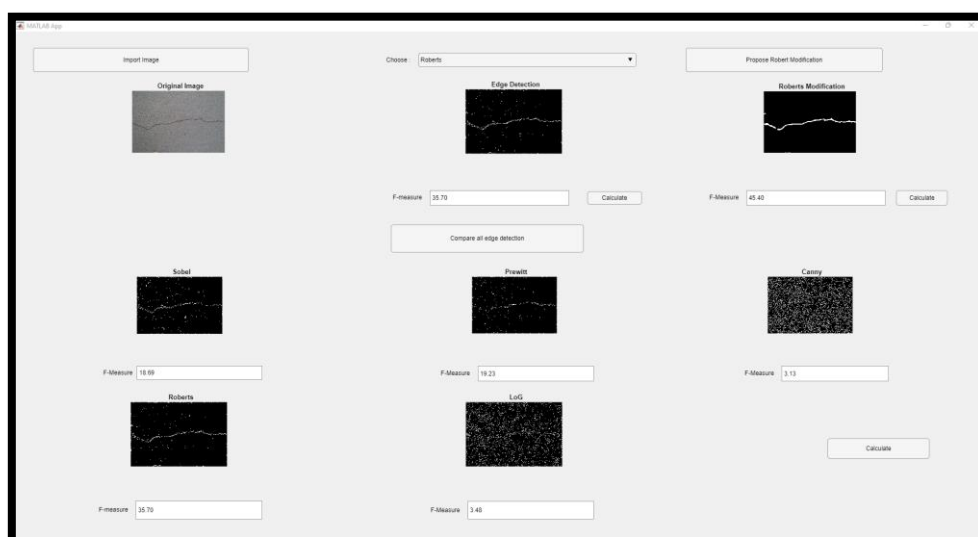 MATLAB App
Import Image
Choose : Roberts
Propose Robert Modification
Original Image
Edge Detection
Roberts Modification
F-measure 35.70 Calculate
F-Measure 45.40 Calculate
Compare all edge detection
Sobel
Prewitt
Canny
F-Measure 18.69
F-Measure 19.23
F-Measure 3.13
Roberts
LoG
Calculate
F-measure 35.70
F-Measure 3.48